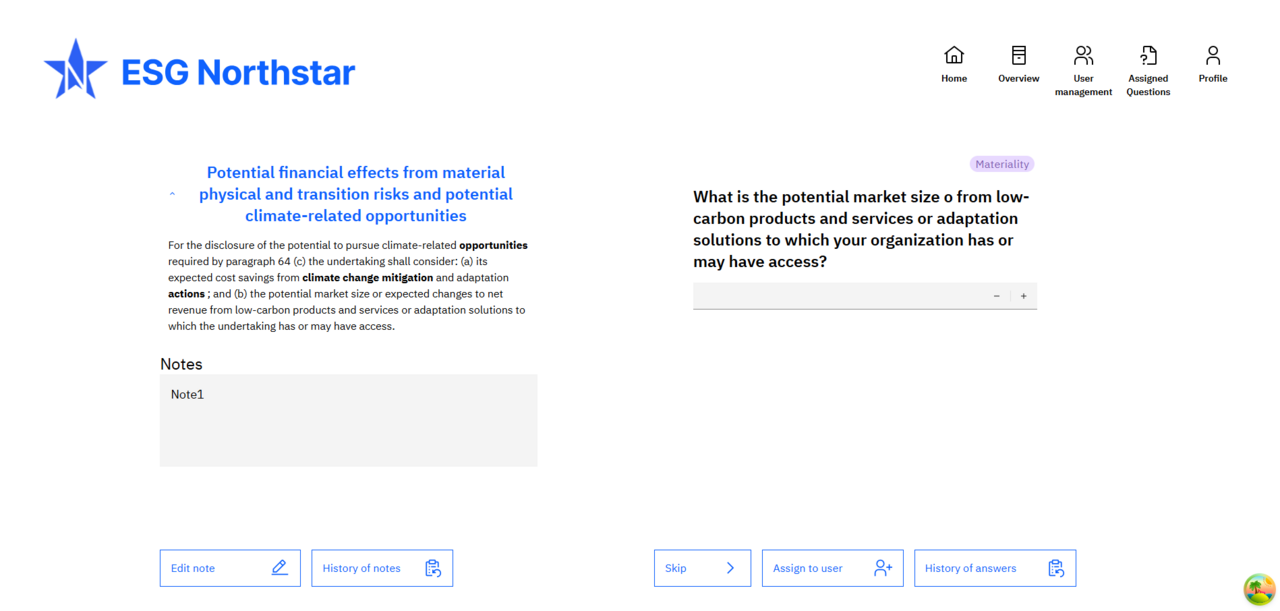 ESG Northstar
Home
Overview
User
management
Assigned
Questions
Profile
Potential financial effects from material
physical and transition risks and potential
climate-related opportunities
For the disclosure of the potential to pursue climate-related opportunities
required by paragraph 64 (c) the undertaking shall consider: (a) its
expected cost savings from climate change mitigation and adaptation
actions ; and (b) the potential market size or expected changes to net
revenue from low-carbon products and services or adaptation solutions to
which the undertaking has or may have access.
Notes
Note1
Edit note
History of notes
Materiality
What is the potential market size o from low-
carbon products and services or adaptation
solutions to which your organization has or
may have access?
Skip
Assign to user
History of answers